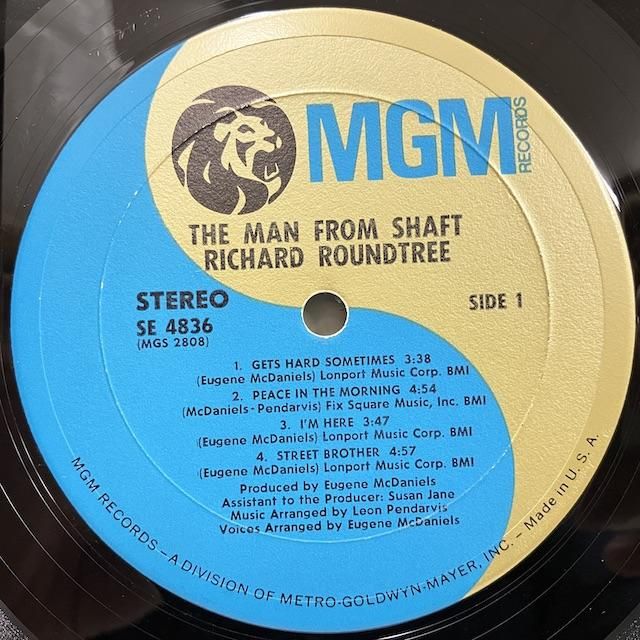 MGM
RECORDS
THE MAN FROM SHAFT
RICHARD ROUNDTREE
STEREO
SIDE 1
SE 4836
(MGS 2808)
1. GETS HARD SOMETIMES 3:38
(Eugene McDaniels) Lonport Music Corp. BMI
2. PEACE IN THE MORNING 4:54
(McDaniels-Pendarvis) Fix Square Music, Inc. BMI
3. I'M HERE 3:47
(Eugene McDaniels) Lonport Music Corp. BMI
4. STREET BROTHER 4:57
(Eugene McDaniels) Lonport Music Corp. BMI
Produced by Eugene McDaniels
Assistant to the Producer: Susan Jane
Music Arranged by Leon Pendarvis
Voices Arranged by Eugene McDaniels
MGM RECORDS – A DIVISION OF METRO-GOLDWYN-MAYER, INC. – Made in U. S. A.